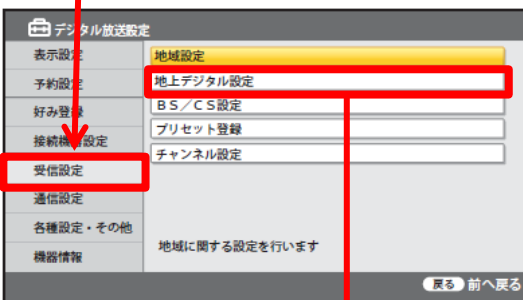 デジタル放送設定
表示設定
予約設定
好み登録
接続機器設定
受信設定
通信設定
各種設定・その他
機器情報
地域設定
地上デジタル設定
BS/CS設定
プリセット登録
チャンネル設定
地域に関する設定を行います
戻る 前へ戻る